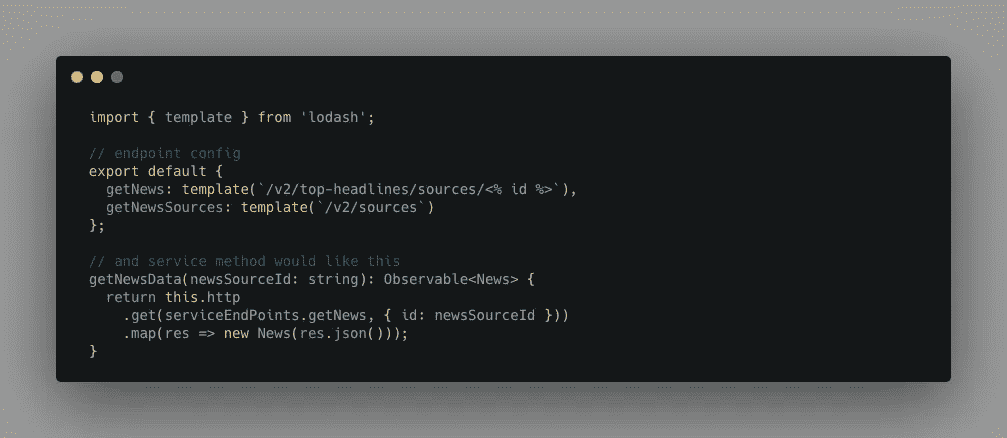 import { template } from 'lodash';
// endpoint config
export default {
getNews: template(`/v2/top-headlines/sources/<% id %>`),
getNewsSources: template(`/v2/sources`)
};
// and service method would like this
getNewsData(newsSourceId: string): Observable<News> {
return this.http
.get(serviceEndPoints.getNews, { id: newsSourceId }))
.map(res => new News(res.json()));
}